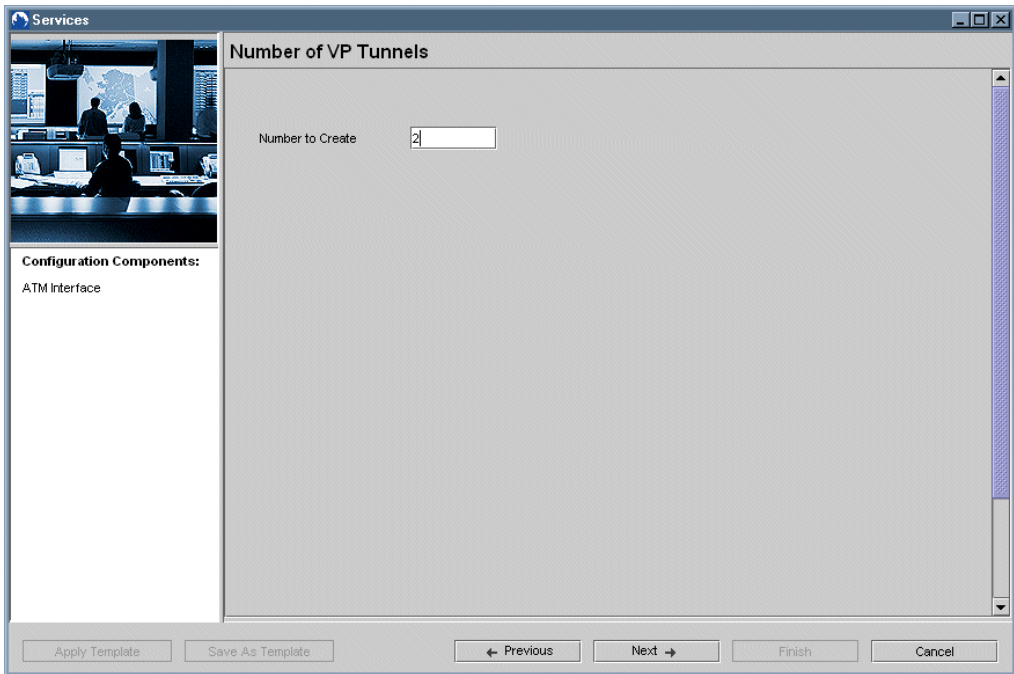 Services
Number of VP Tunnels
Number to Create 2
Configuration Components:
ATM Interface
Apply Template Save As Template Previous Next Finish Cancel